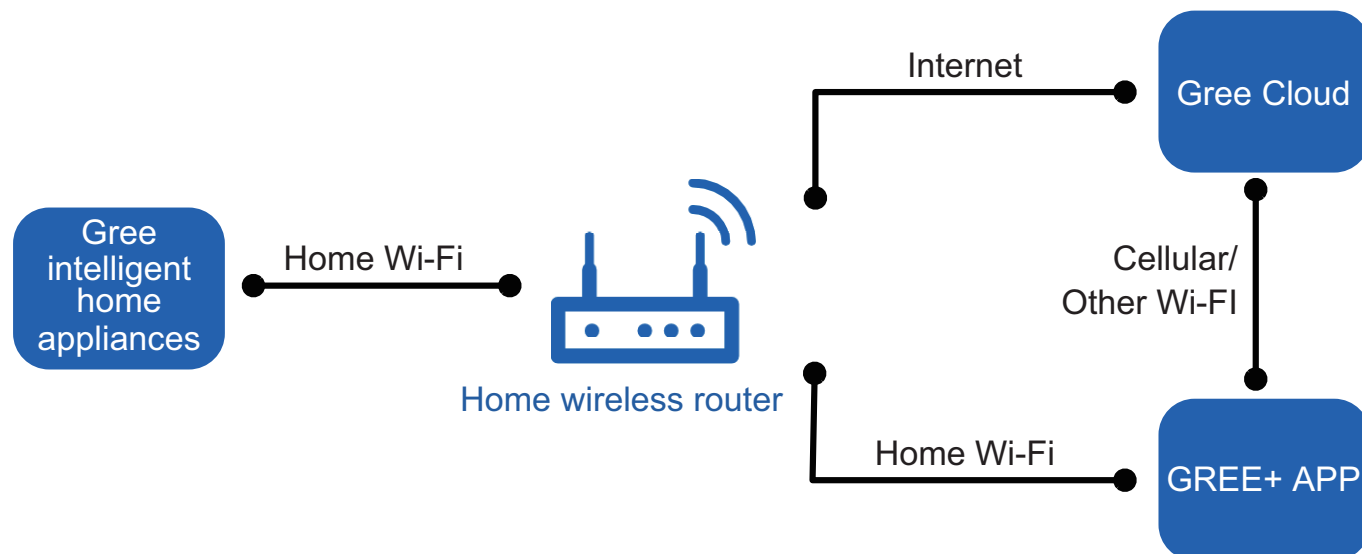 Internet
Gree Cloud
Gree
intelligent
home
appliances
Home Wi-Fi
Cellular/
Other Wi-FI
Home wireless router
Home Wi-Fi
GREE+ APP